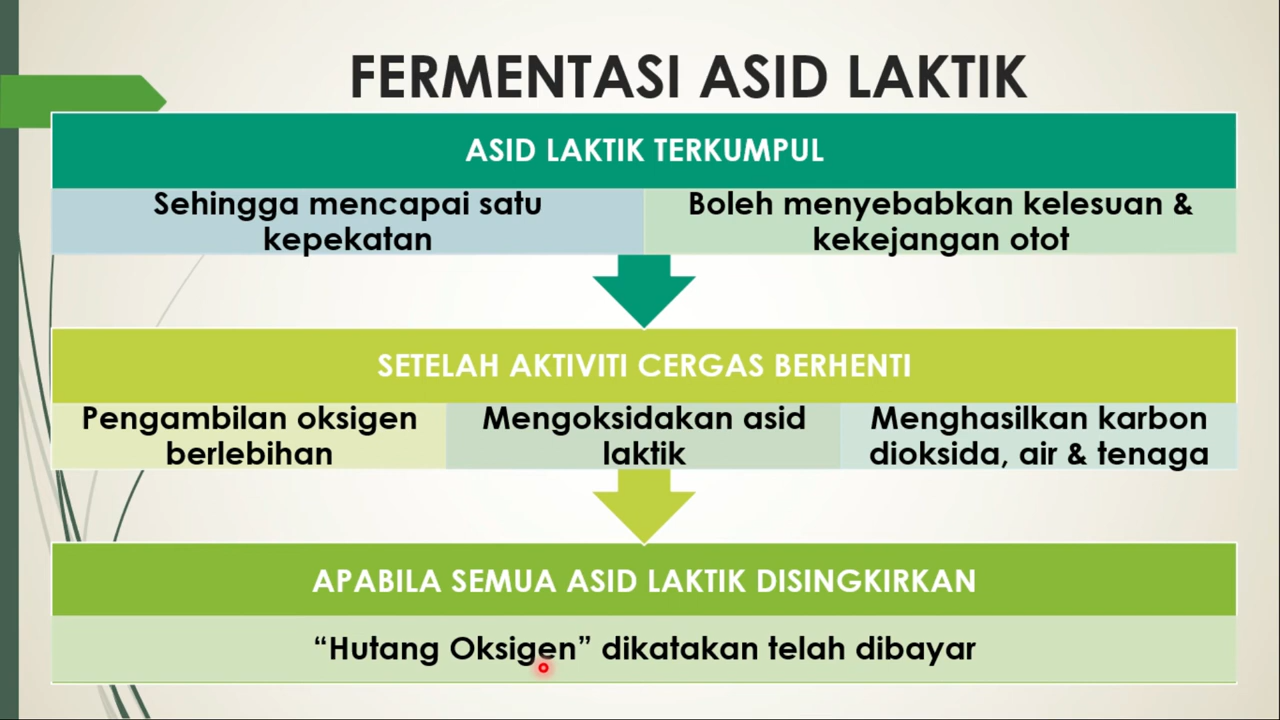 FERMENTASI ASID LAKTIK
ASID LAKTIK TERKUMPUL
Sehingga mencapai satu
kepekatan
Boleh menyebabkan kelesuan &
kekejangan otot
SETELAH AKTIVITI CERGAS BERHENTI
Pengambilan oksigen
berlebihan
Mengoksidakan asid
laktik
Menghasilkan karbon
dioksida, air & tenaga
APABILA SEMUA ASID LAKTIK DISINGKIRKAN
“Hutang Oksigen” dikatakan telah dibayar